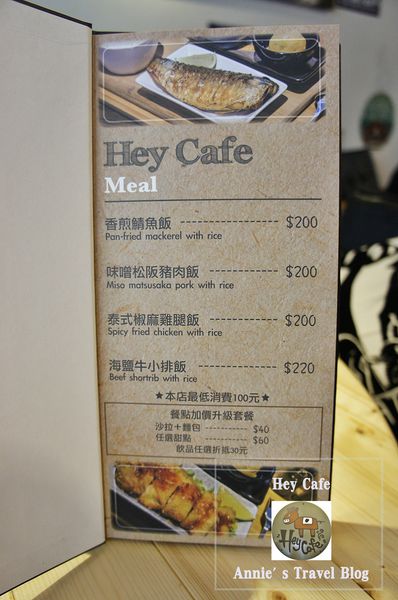 Hey Cafe
Meal
香煎鯖魚飯 ---------------- $200
Pan-fried mackerel with rice
味噌松阪豬肉飯 ------------- $200
Miso matsusaka pork with rice
泰式椒麻雞腿飯 ------------- $200
Spicy fried chicken with rice
海鹽牛小排飯 --------------- $220
Beef shortrib with rice
★本店最低消費100元★
餐點加價升級套餐
沙拉＋麵包 ---------- $40
任選甜點 ------------ $60
飲品任選折抵30元
Hey Cafe
Hey Cafe
Annie's Travel Blog